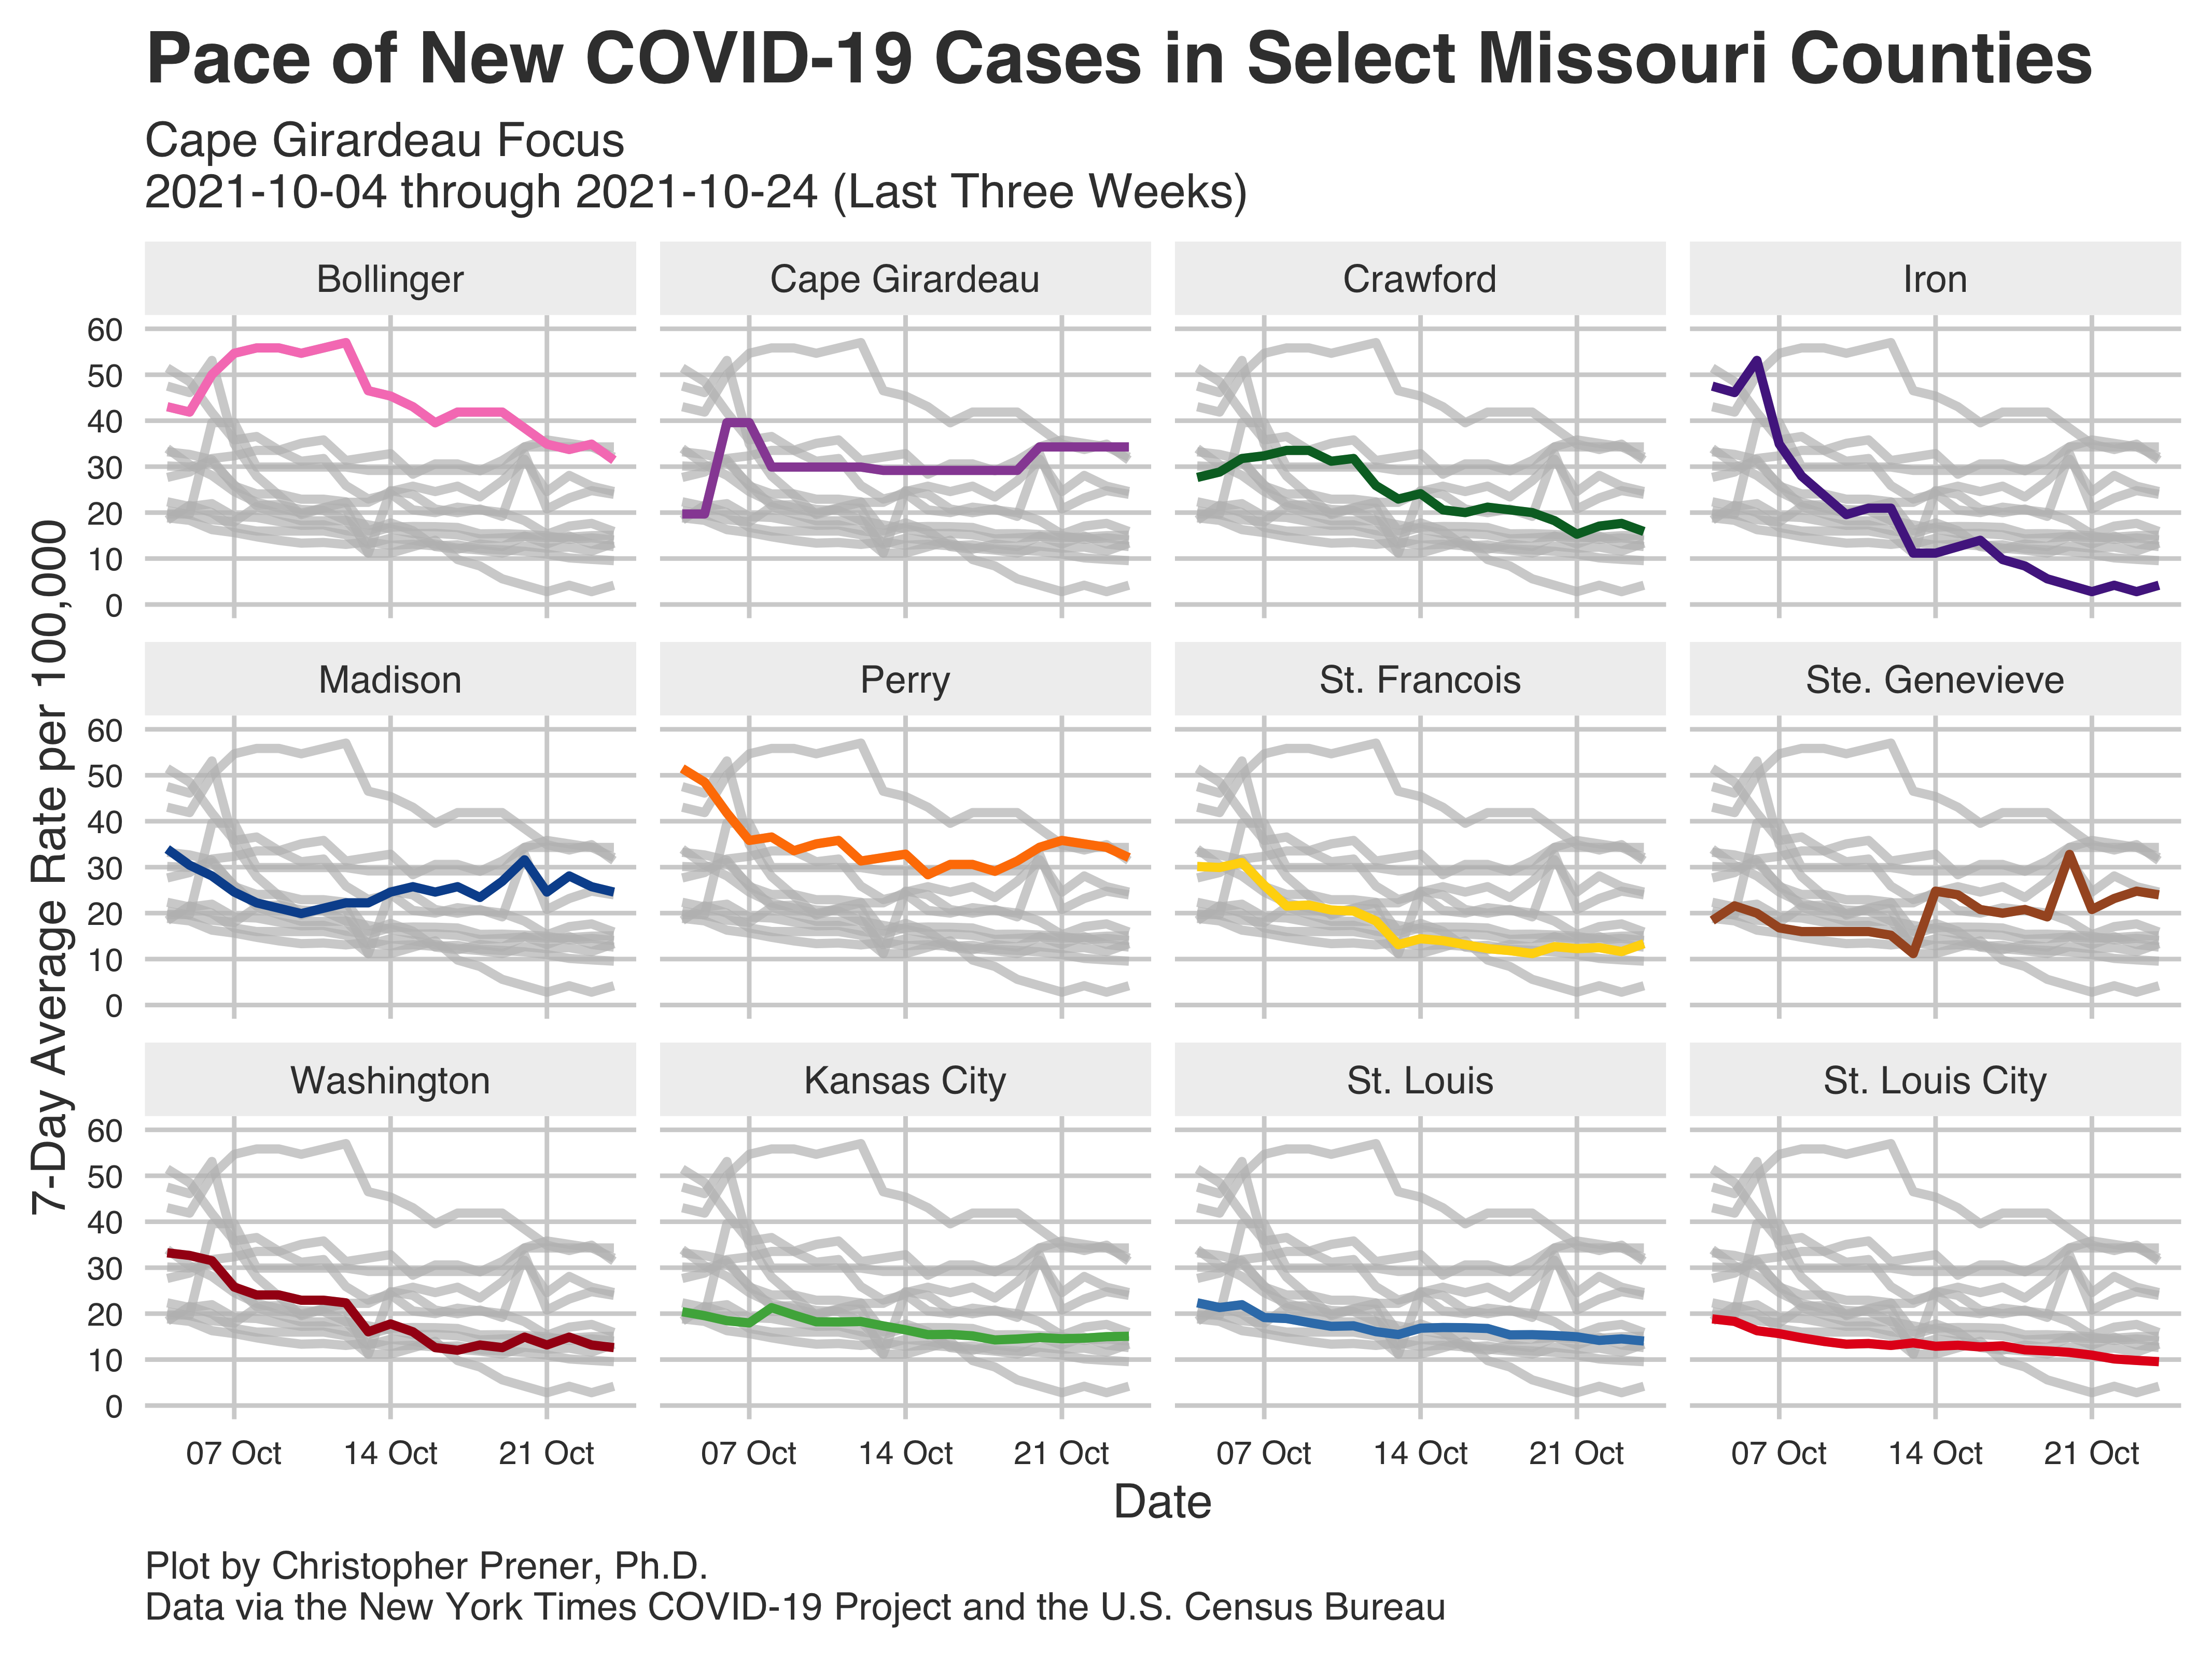 Pace of New COVID-19 Cases in Select Missouri Counties
Cape Girardeau Focus
2021-10-04 through 2021-10-24 (Last Three Weeks)
7-Day Average Rate per 100,000
Bollinger
Cape Girardeau
Crawford
Iron
60
50
40
30
20
10
0
Madison
Perry
St. Francois
Ste. Genevieve
60
50
40
30
20
10
0
Washington
Kansas City
St. Louis
St. Louis City
60
50
40
30
20
10
0
07 Oct 14 Oct 21 Oct
07 Oct 14 Oct 21 Oct
07 Oct 14 Oct 21 Oct
07 Oct 14 Oct 21 Oct
Date
Plot by Christopher Prener, Ph.D.
Data via the New York Times COVID-19 Project and the U.S. Census Bureau